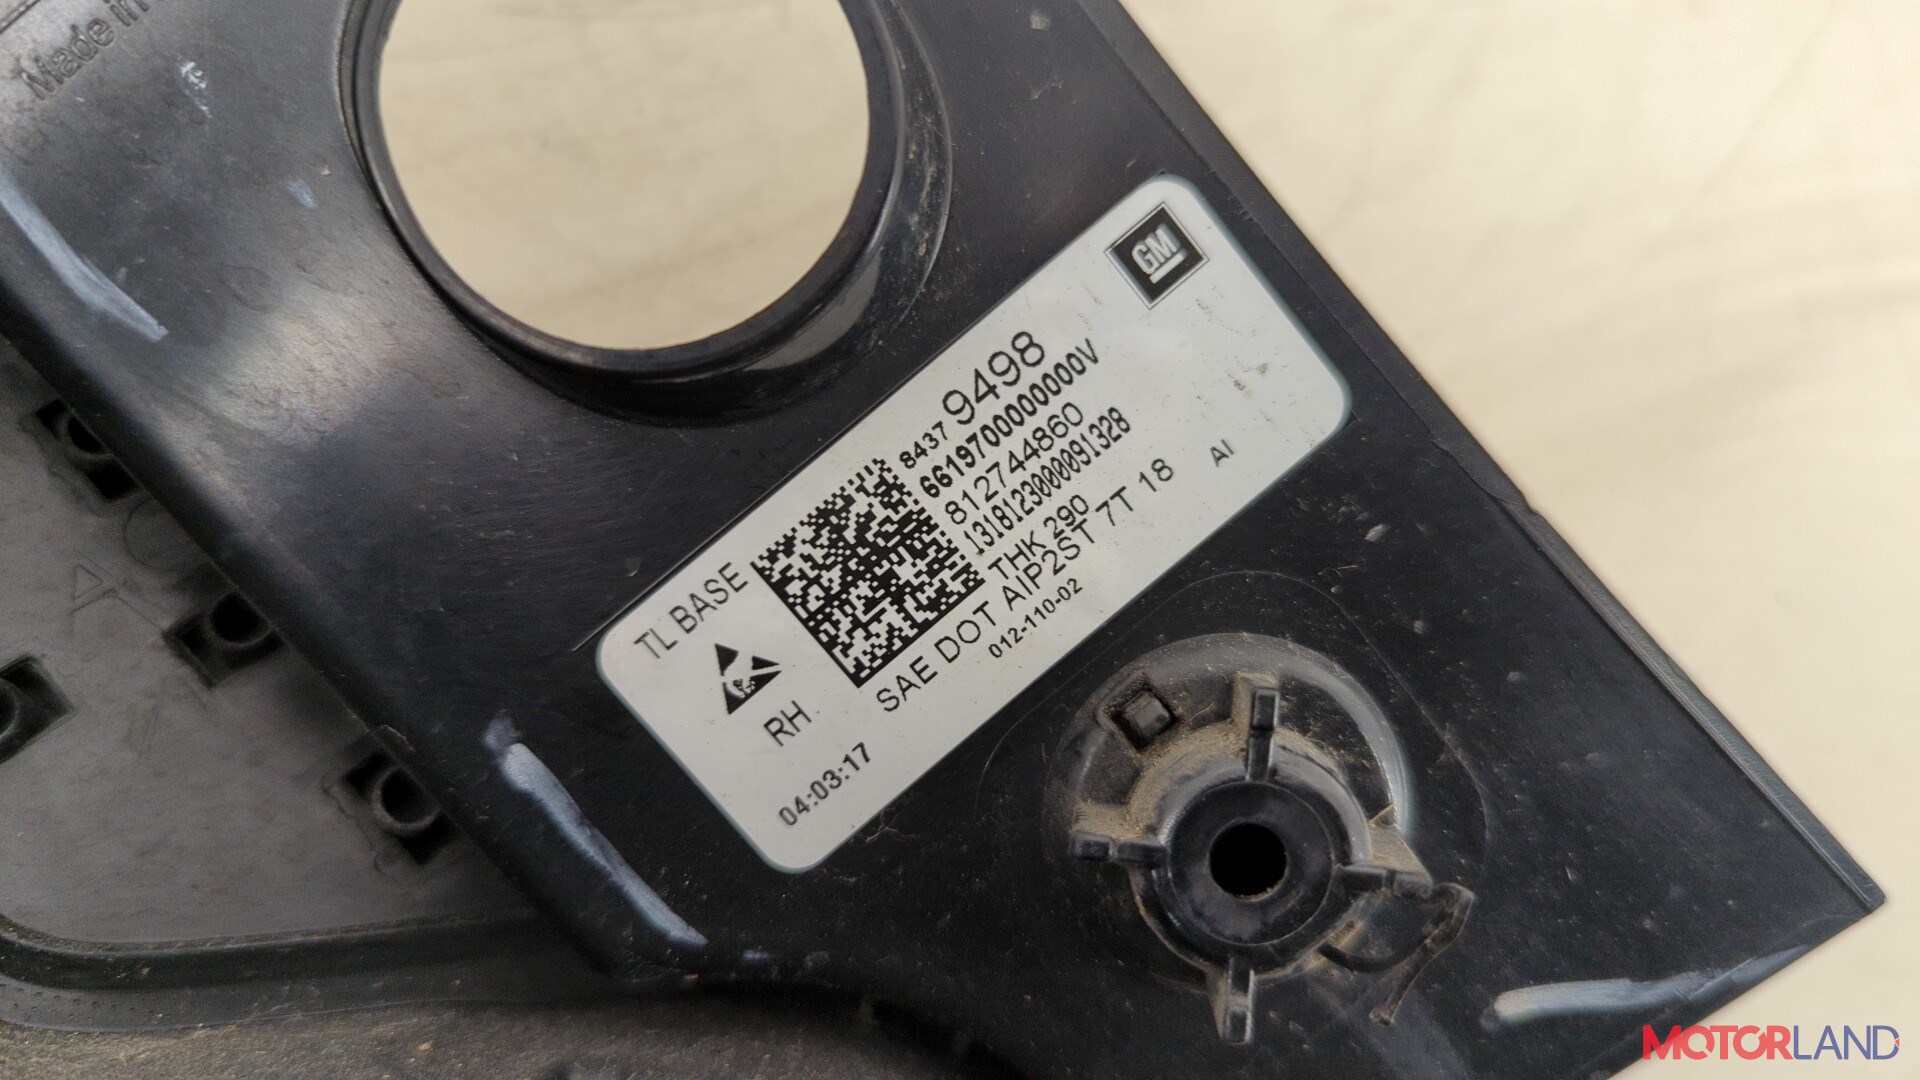 Made in
GM
8437 9498
66197000000000V
812744860
1318123000091328
THK 290
TL BASE
SAE DOT AIP2ST 7T 18
AI
012-110-02
RH
04:03:17
MOTORLAND